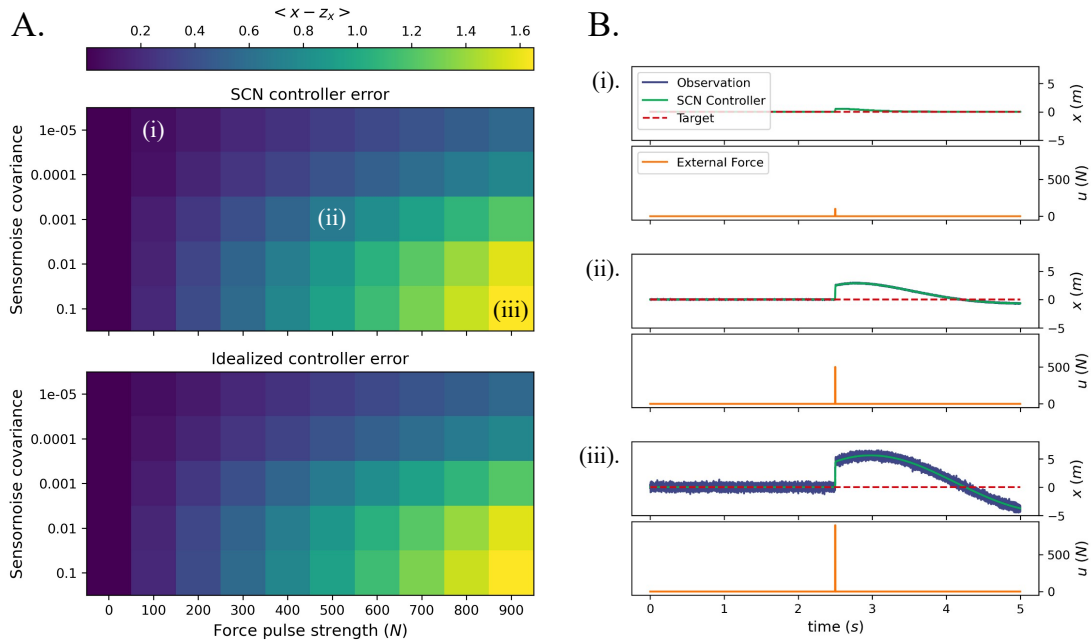 A.
< x − z_x >
0.2 0.4 0.6 0.8 1.0 1.2 1.4 1.6
SCN controller error
Sensornoise covariance
1e-05
0.0001
0.001
0.01
0.1
(i)
(ii)
(iii)
Idealized controller error
Sensornoise covariance
1e-05
0.0001
0.001
0.01
0.1
0 100 200 300 400 500 600 700 800 900
Force pulse strength (N)
B.
(i).
Observation
SCN Controller
Target
5
0
−5
x (m)
External Force
500
0
u (N)
(ii).
5
0
−5
x (m)
500
0
u (N)
(iii).
5
0
−5
x (m)
500
0
u (N)
0 1 2 3 4 5
time (s)